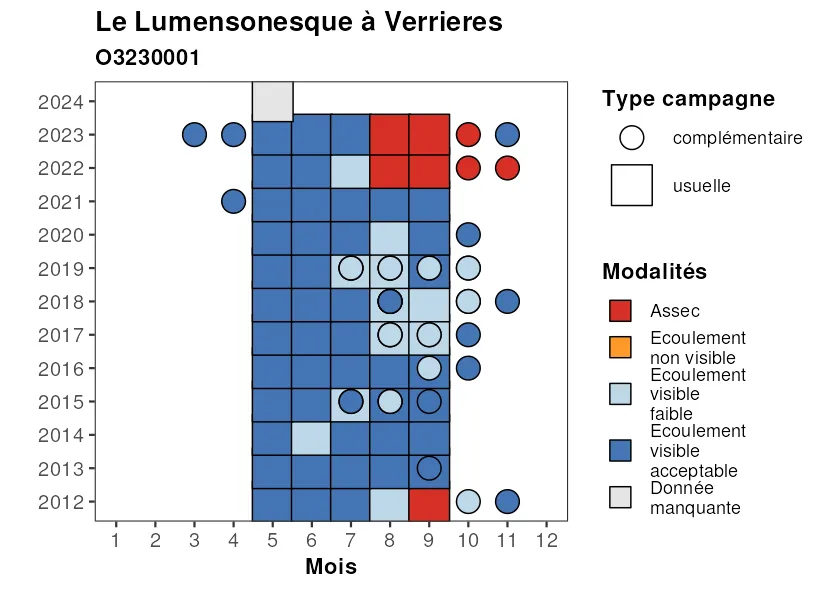 Le Lumensonesque à Verrieres
O3230001
2024
2023
2022
2021
2020
2019
2018
2017
2016
2015
2014
2013
2012
1 2 3 4 5 6 7 8 9 10 11 12
Mois
Type campagne
complémentaire
usuelle
Modalités
Assec
Ecoulement
non visible
Ecoulement
visible
faible
Ecoulement
visible
acceptable
Donnée
manquante